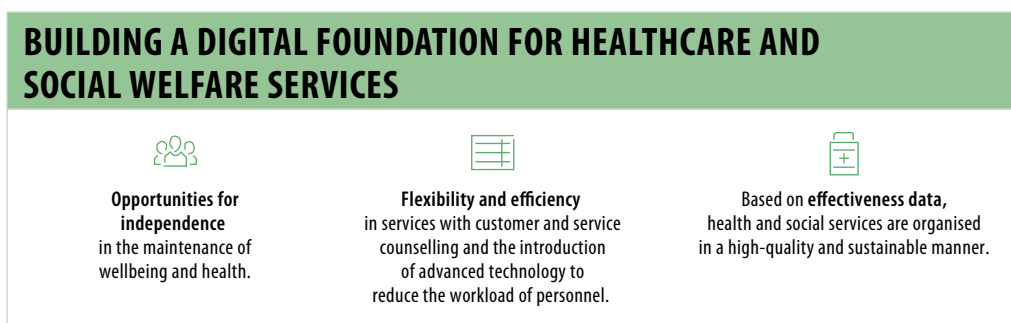 BUILDING A DIGITAL FOUNDATION FOR HEALTHCARE AND
SOCIAL WELFARE SERVICES
Opportunities for
independence
in the maintenance of
wellbeing and health.
Flexibility and efficiency
in services with customer and service
counselling and the introduction
of advanced technology to
reduce the workload of personnel.
Based on effectiveness data,
health and social services are organised
in a high-quality and sustainable manner.